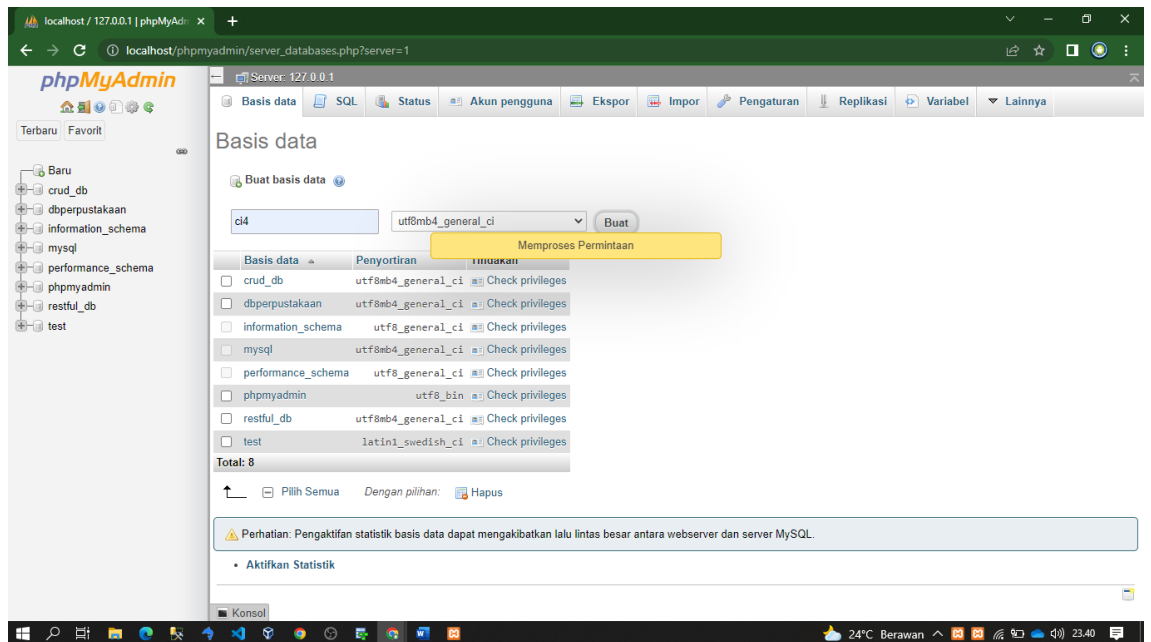 localhost / 127.0.0.1 | phpMyAdm
localhost/phpmyadmin/server_databases.php?server=1
phpMyAdmin
Terbaru Favorit
Baru
crud_db
dbperpustakaan
information_schema
mysql
performance_schema
phpmyadmin
restful_db
test
Server: 127.0.0.1
Basis data SQL Status Akun pengguna Ekspor Impor Pengaturan Replikasi Variabel Lainnya
Basis data
Buat basis data
ci4 utf8mb4_general_ci Buat
Memproses Permintaan
Basis data Penyortiran Tindakan
crud_db utf8mb4_general_ci Check privileges
dbperpustakaan utf8mb4_general_ci Check privileges
information_schema utf8_general_ci Check privileges
mysql utf8mb4_general_ci Check privileges
performance_schema utf8_general_ci Check privileges
phpmyadmin utf8_bin Check privileges
restful_db utf8mb4_general_ci Check privileges
test latin1_swedish_ci Check privileges
Total: 8
Pilih Semua Dengan pilihan: Hapus
Perhatian: Pengaktifan statistik basis data dapat mengakibatkan lalu lintas besar antara webserver dan server MySQL.
• Aktifkan Statistik
Konsol
24°C Berawan 23.40